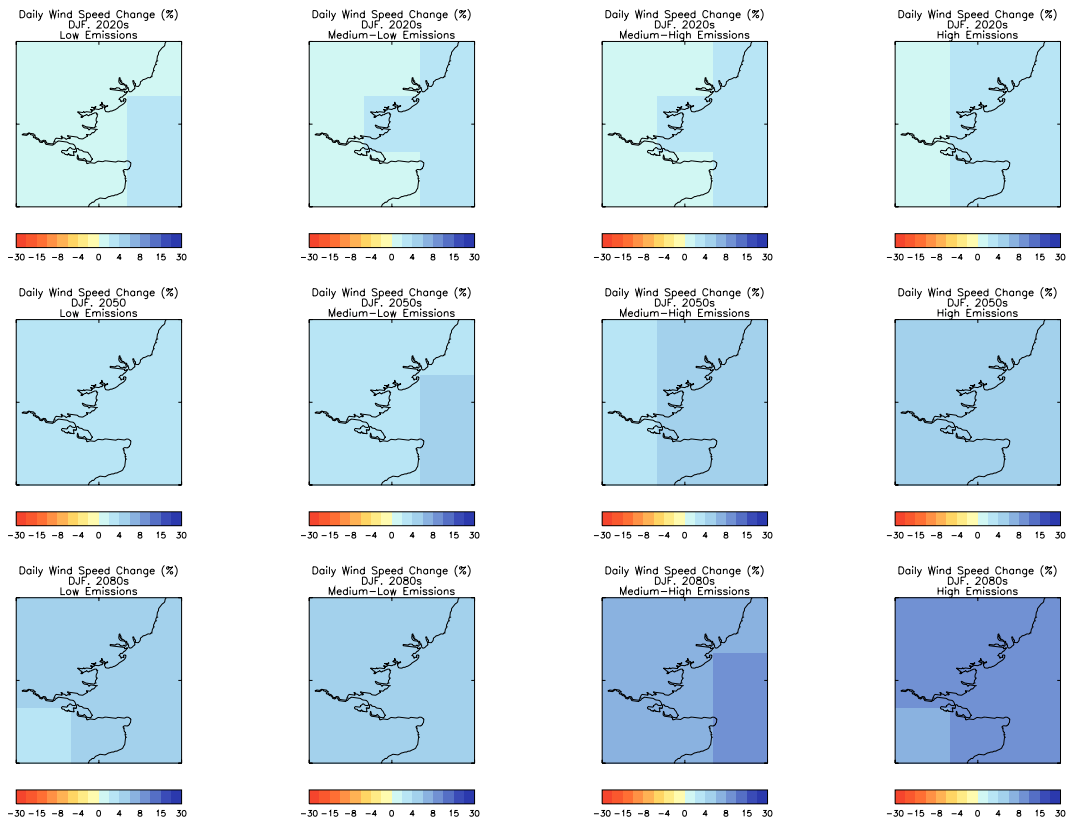 Daily Wind Speed Change (%)
DJF. 2020s
Low Emissions
-30 -15 -8 -4 0 4 8 15 30
Daily Wind Speed Change (%)
DJF. 2020s
Medium-Low Emissions
-30 -15 -8 -4 0 4 8 15 30
Daily Wind Speed Change (%)
DJF. 2020s
Medium-High Emissions
-30 -15 -8 -4 0 4 8 15 30
Daily Wind Speed Change (%)
DJF. 2020s
High Emissions
-30 -15 -8 -4 0 4 8 15 30
Daily Wind Speed Change (%)
DJF. 2050
Low Emissions
-30 -15 -8 -4 0 4 8 15 30
Daily Wind Speed Change (%)
DJF. 2050s
Medium-Low Emissions
-30 -15 -8 -4 0 4 8 15 30
Daily Wind Speed Change (%)
DJF. 2050s
Medium-High Emissions
-30 -15 -8 -4 0 4 8 15 30
Daily Wind Speed Change (%)
DJF. 2050s
High Emissions
-30 -15 -8 -4 0 4 8 15 30
Daily Wind Speed Change (%)
DJF. 2080s
Low Emissions
-30 -15 -8 -4 0 4 8 15 30
Daily Wind Speed Change (%)
DJF. 2080s
Medium-Low Emissions
-30 -15 -8 -4 0 4 8 15 30
Daily Wind Speed Change (%)
DJF. 2080s
Medium-High Emissions
-30 -15 -8 -4 0 4 8 15 30
Daily Wind Speed Change (%)
DJF. 2080s
High Emissions
-30 -15 -8 -4 0 4 8 15 30